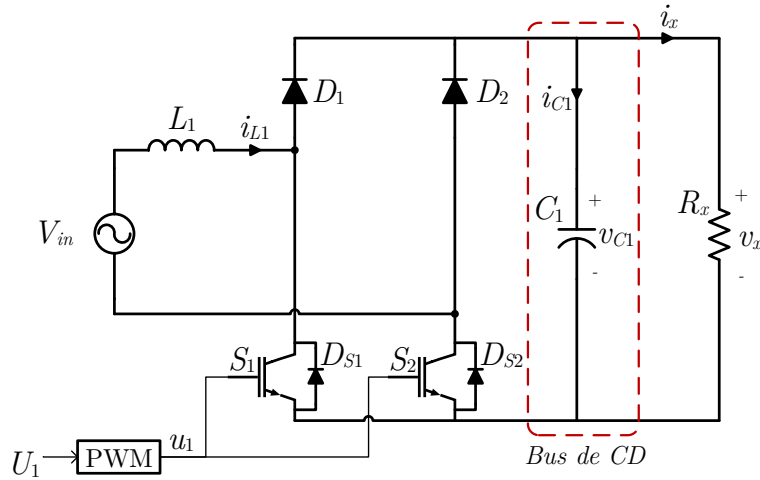 i_x
D_1
D_2
L_1
i_{L1}
i_{C1}
+
+
C_1
R_x
V_{in}
v_{C1}
v_x
-
-
S_1
D_{S1}
S_2
D_{S2}
U_1
PWM
u_1
Bus de CD